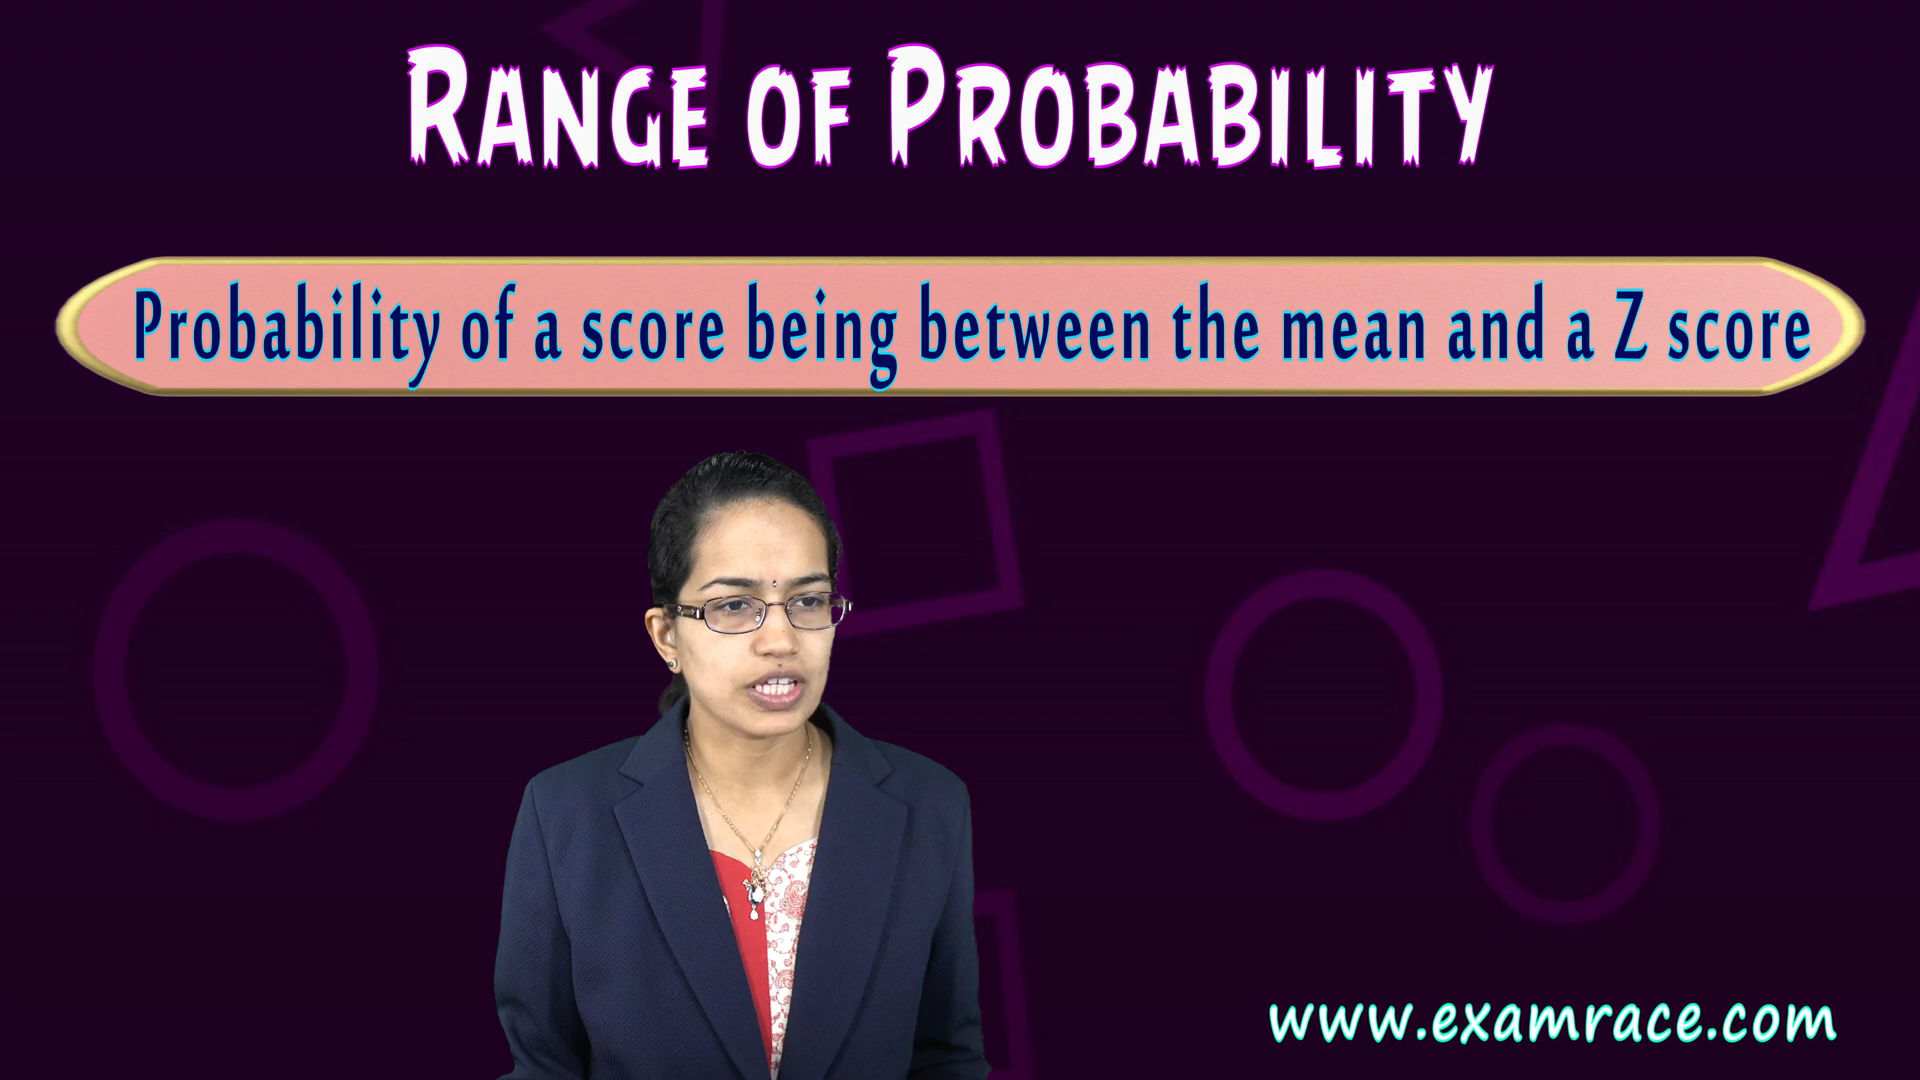 Range of Probability
Probability of a score being between the mean and a Z score
www.examrace.com